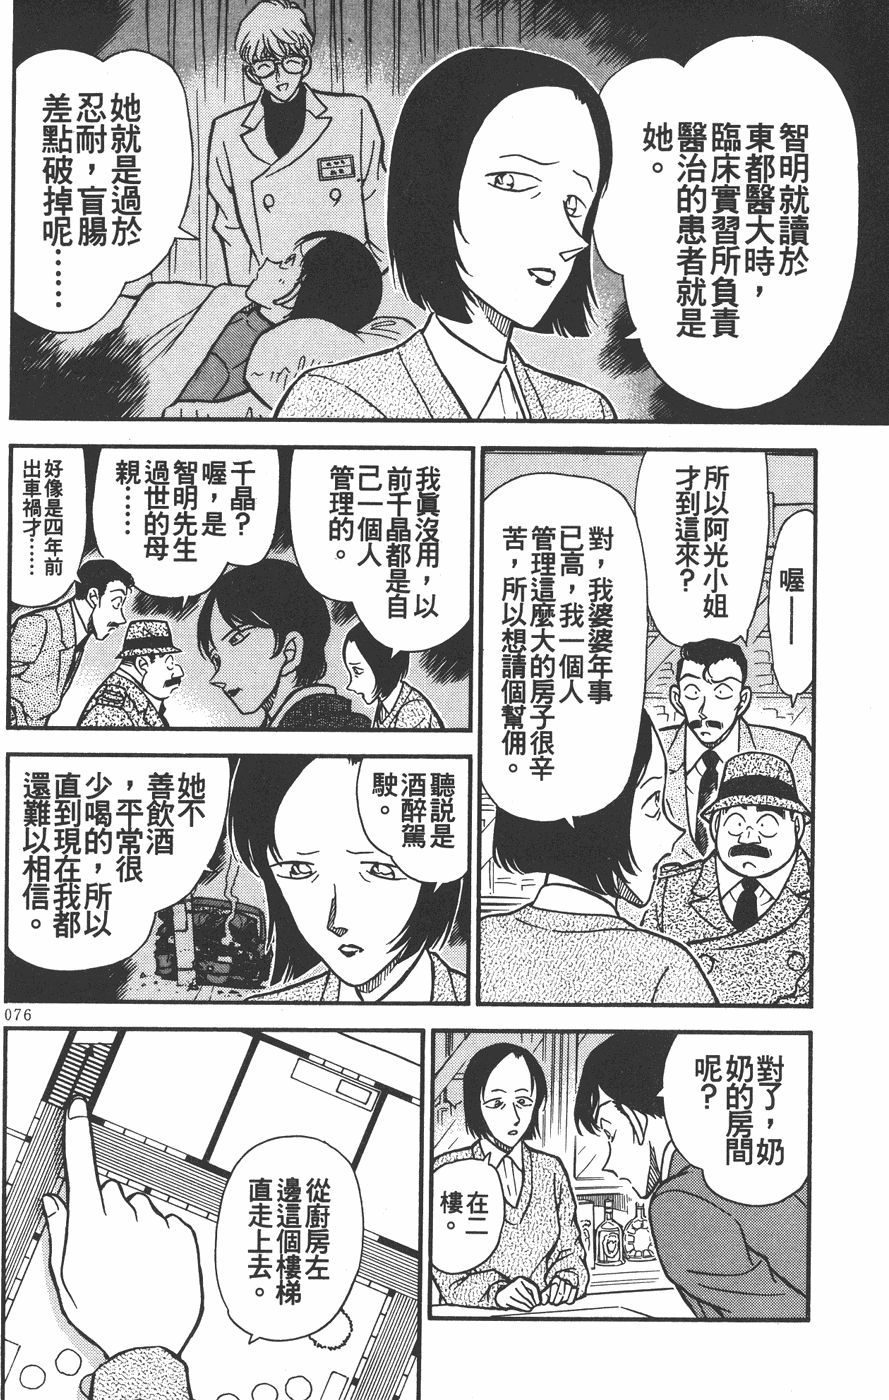 智明就讀於
東都醫大時，
臨床實習所負責
醫治的患者就是
她。
她就是過於
忍耐，盲腸
差點破掉呢……
喔——
所以阿光小姐
才到這來？
對，我婆婆年事
已高，我一個人
管理這麼大的房子很辛
苦，所以想請個幫傭。
我真沒用，以
前千晶都是自
己一個人
管理的。
千晶？
喔，是
智明先生
過世的母
親……
好像是四年前
出車禍才……
聽說是
酒醉駕
駛。
她不
善飲酒
，平常很
少喝的，所以
直到現在我都
還難以相信。
076
對了，奶
奶的房間
呢？
在二
樓。
從廚房左
邊這個樓梯
直走上去。